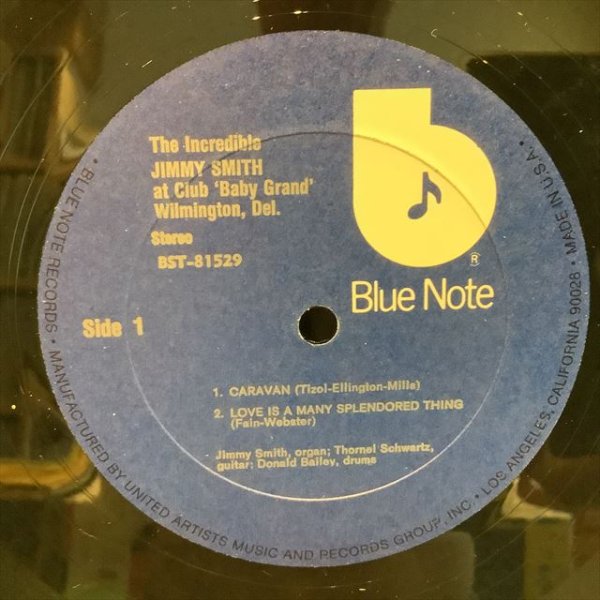 The Incredible
JIMMY SMITH
at Club 'Baby Grand'
Wilmington, Del.
Stereo
BST-81529
Side 1
b
R
Blue Note
1. CARAVAN (Tizol-Ellington-Mills)
2. LOVE IS A MANY SPLENDORED THING
(Fain-Webster)
Jimmy Smith, organ; Thornel Schwartz,
guitar; Donald Bailey, drums
• BLUE NOTE RECORDS • MANUFACTURED BY UNITED ARTISTS MUSIC AND RECORDS GROUP, INC. • LOS ANGELES, CALIFORNIA 90028 • MADE IN U.S.A. •